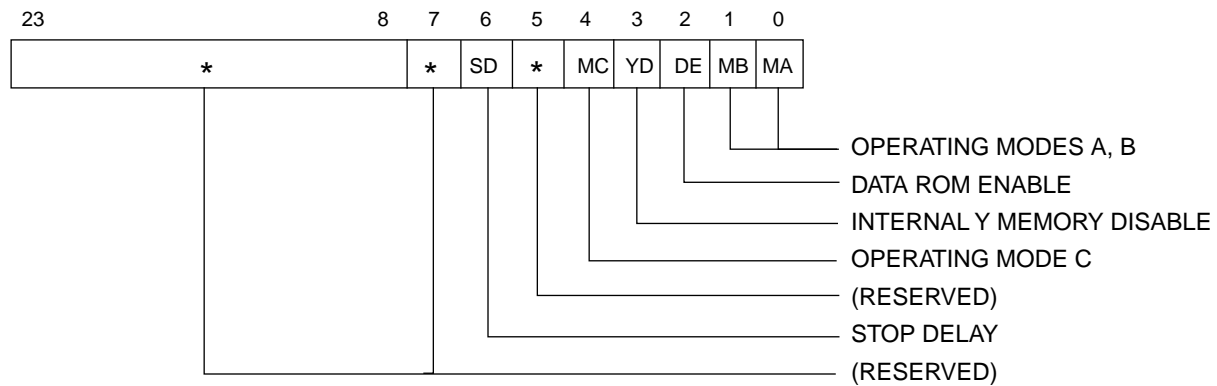 23 8 7 6 5 4 3 2 1 0
* * SD * MC YD DE MB MA
OPERATING MODES A, B
DATA ROM ENABLE
INTERNAL Y MEMORY DISABLE
OPERATING MODE C
(RESERVED)
STOP DELAY
(RESERVED)